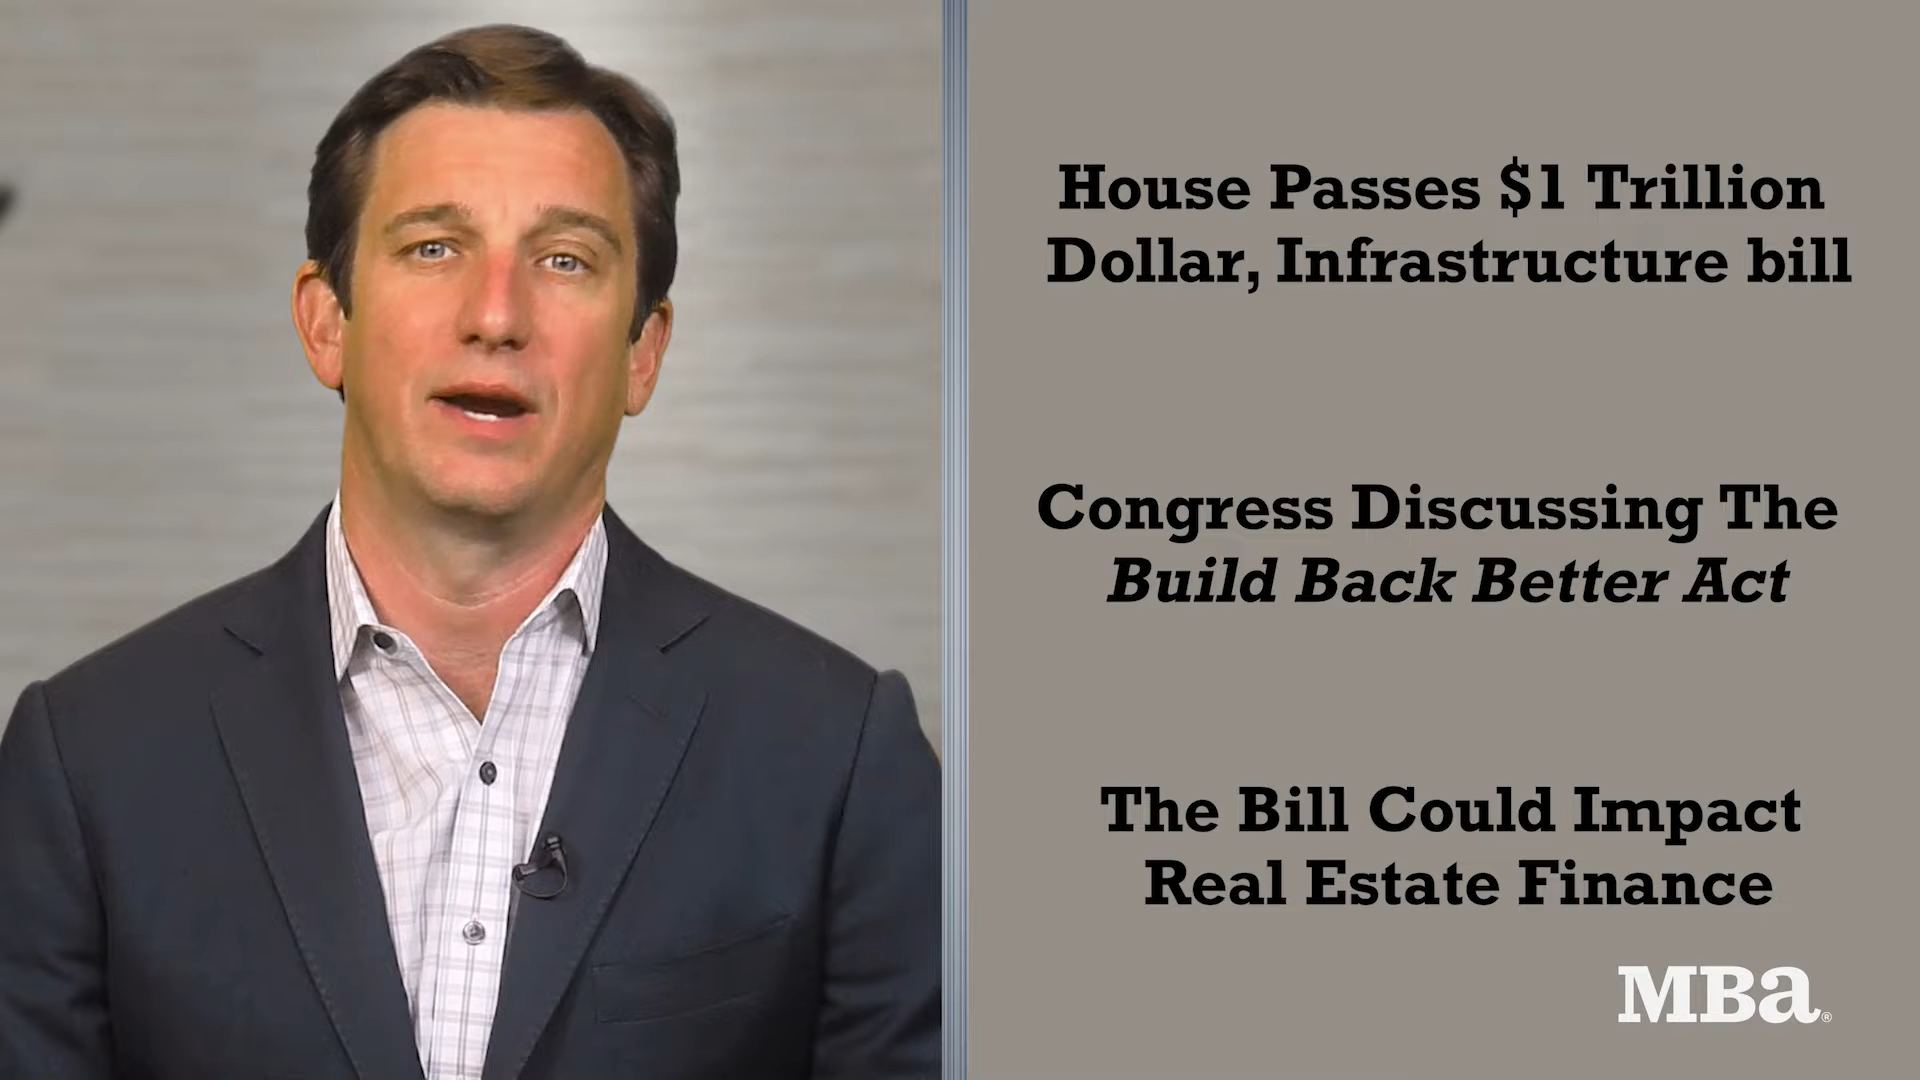 House Passes $1 Trillion
Dollar, Infrastructure bill
Congress Discussing The
Build Back Better Act
The Bill Could Impact
Real Estate Finance
MBa®